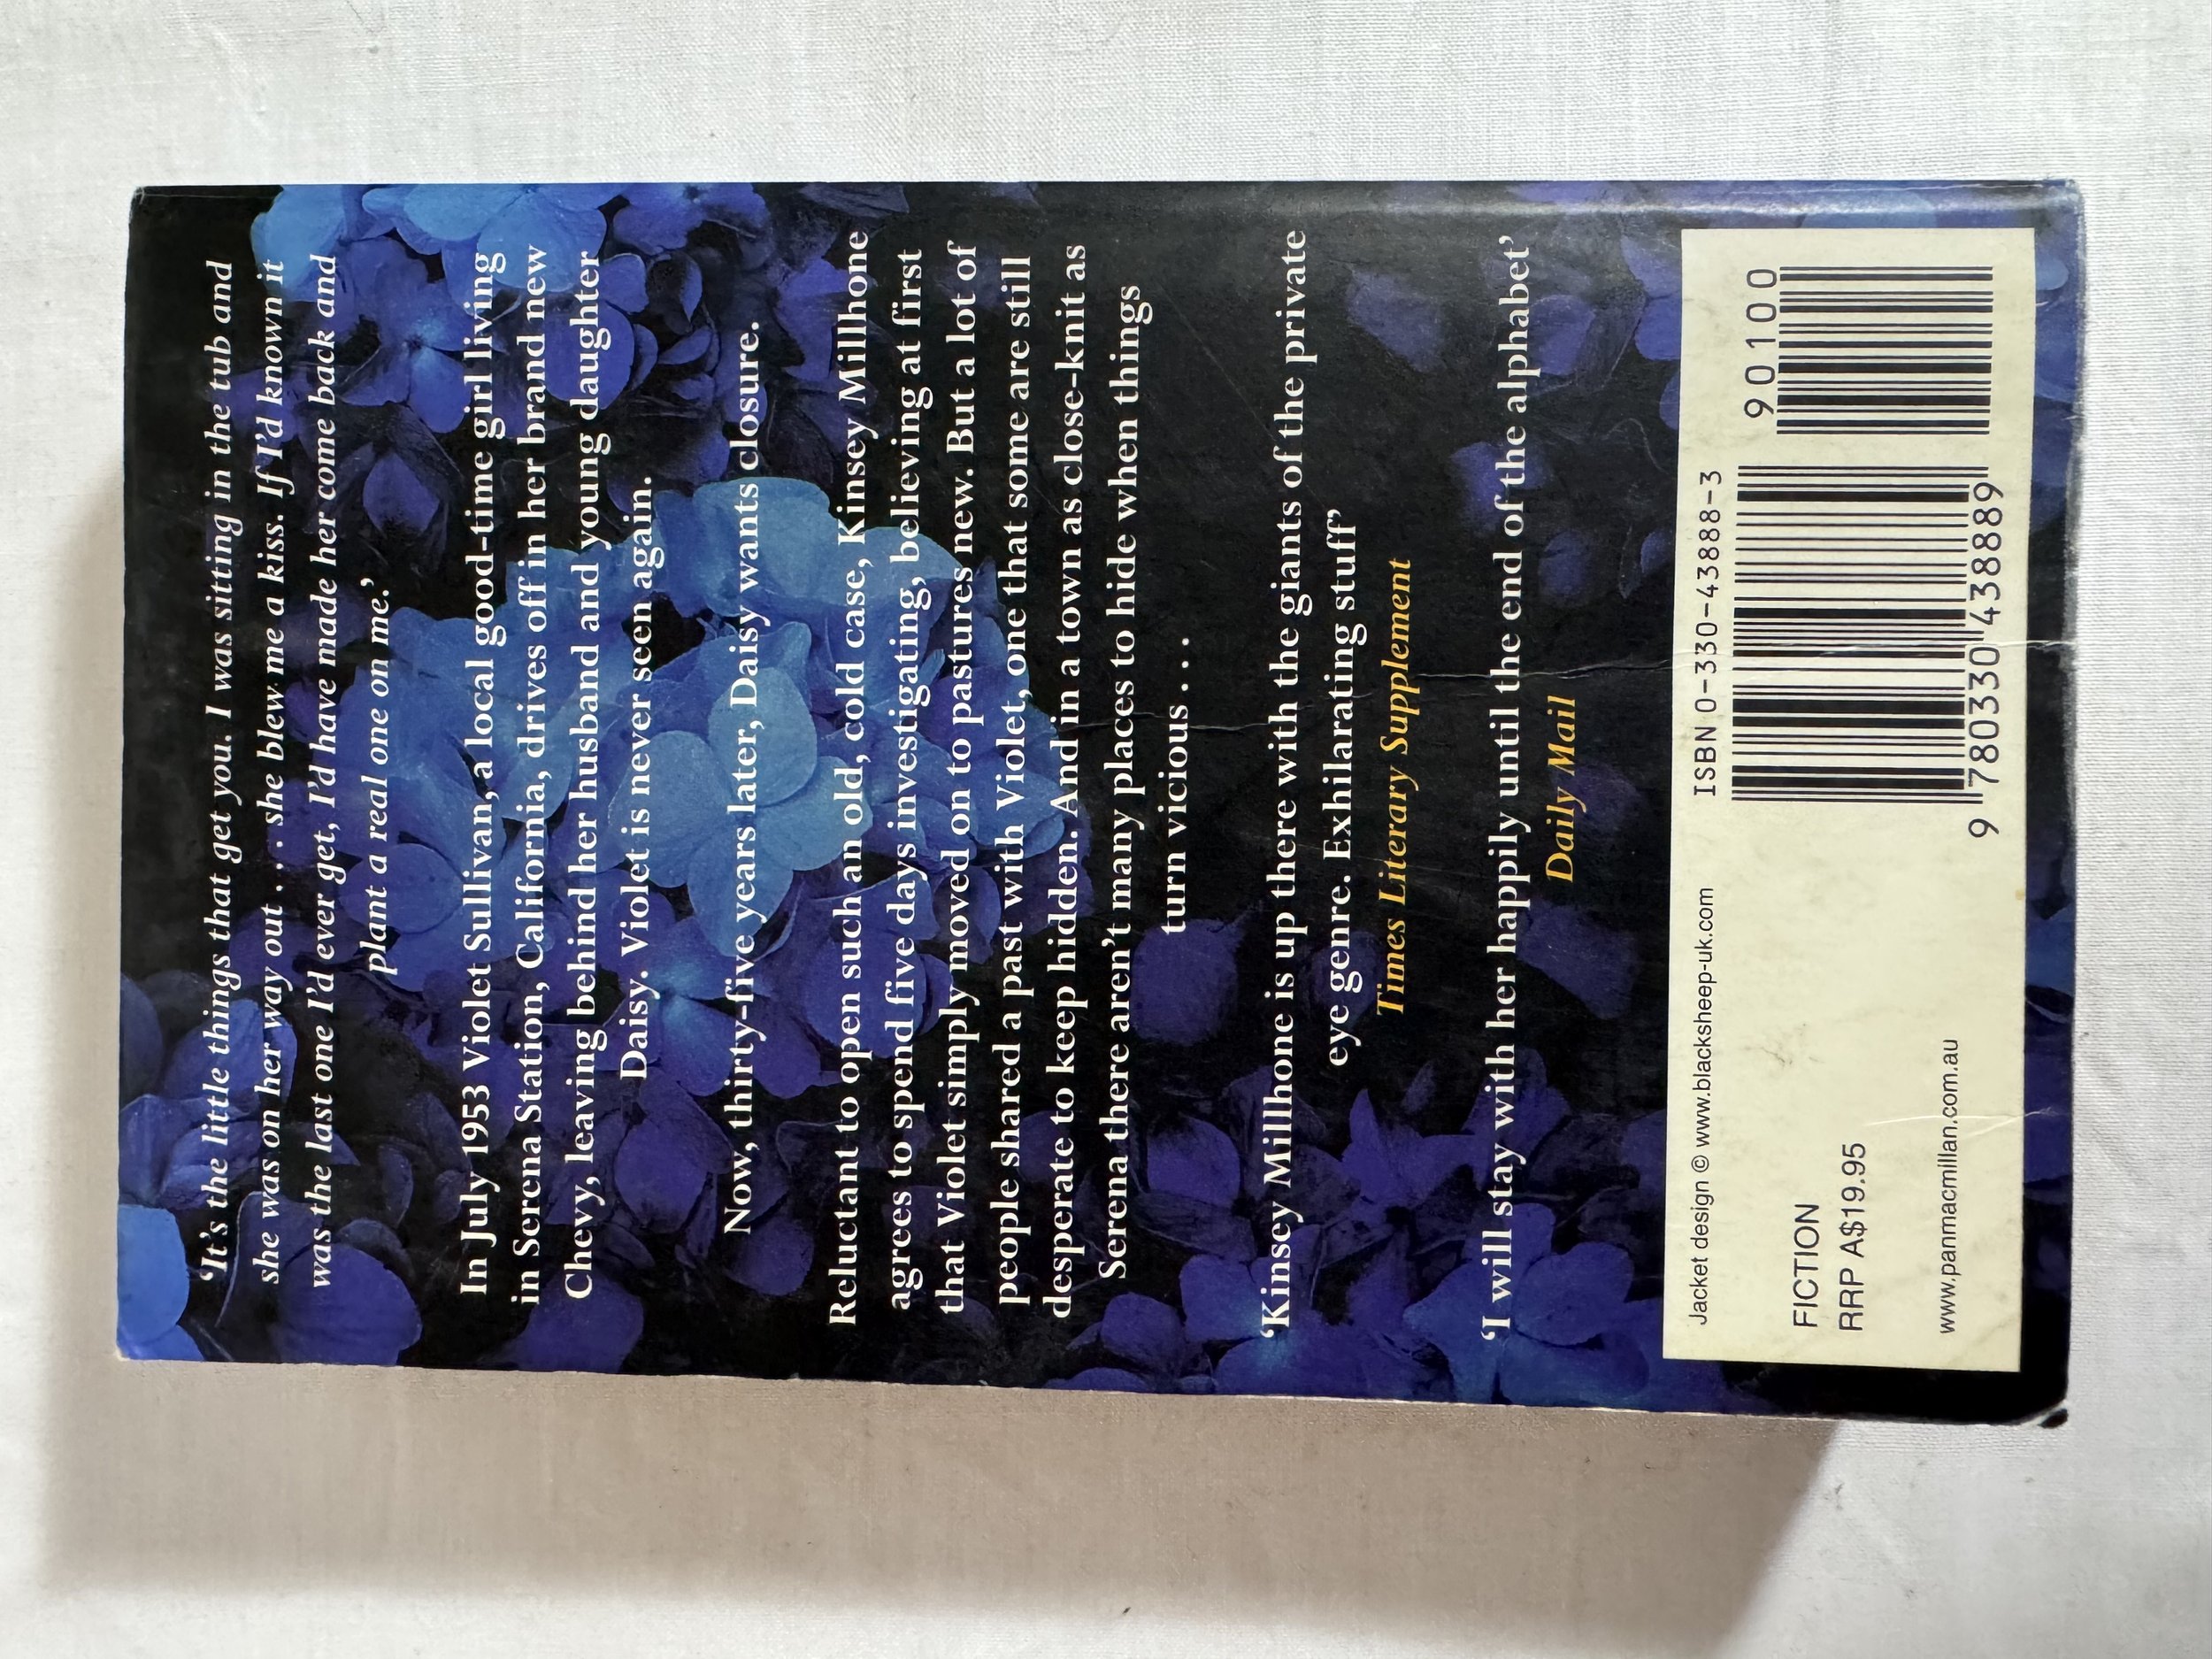 ‘It’s the little things that get you. I was sitting in the tub and
she was on her way out . . . she blew me a kiss. If I’d known it
was the last one I’d ever get, I’d have made her come back and
plant a real one on me.’
In July 1953 Violet Sullivan, a local good-time girl living
in Serena Station, California, drives off in her brand new
Chevy, leaving behind her husband and young daughter
Daisy. Violet is never seen again.
Now, thirty-five years later, Daisy wants closure.
Reluctant to open such an old, cold case, Kinsey Millhone
agrees to spend five days investigating, believing at first
that Violet simply moved on to pastures new. But a lot of
people shared a past with Violet, one that some are still
desperate to keep hidden. And in a town as close-knit as
Serena there aren’t many places to hide when things
turn vicious . . .
‘Kinsey Millhone is up there with the giants of the private
eye genre. Exhilarating stuff’
Times Literary Supplement
‘I will stay with her happily until the end of the alphabet’
Daily Mail
Jacket design © www.blacksheep-uk.com
FICTION
RRP A$19.95
www.panmacmillan.com.au
ISBN 0-330-43888-3
9 780330 438889
90100